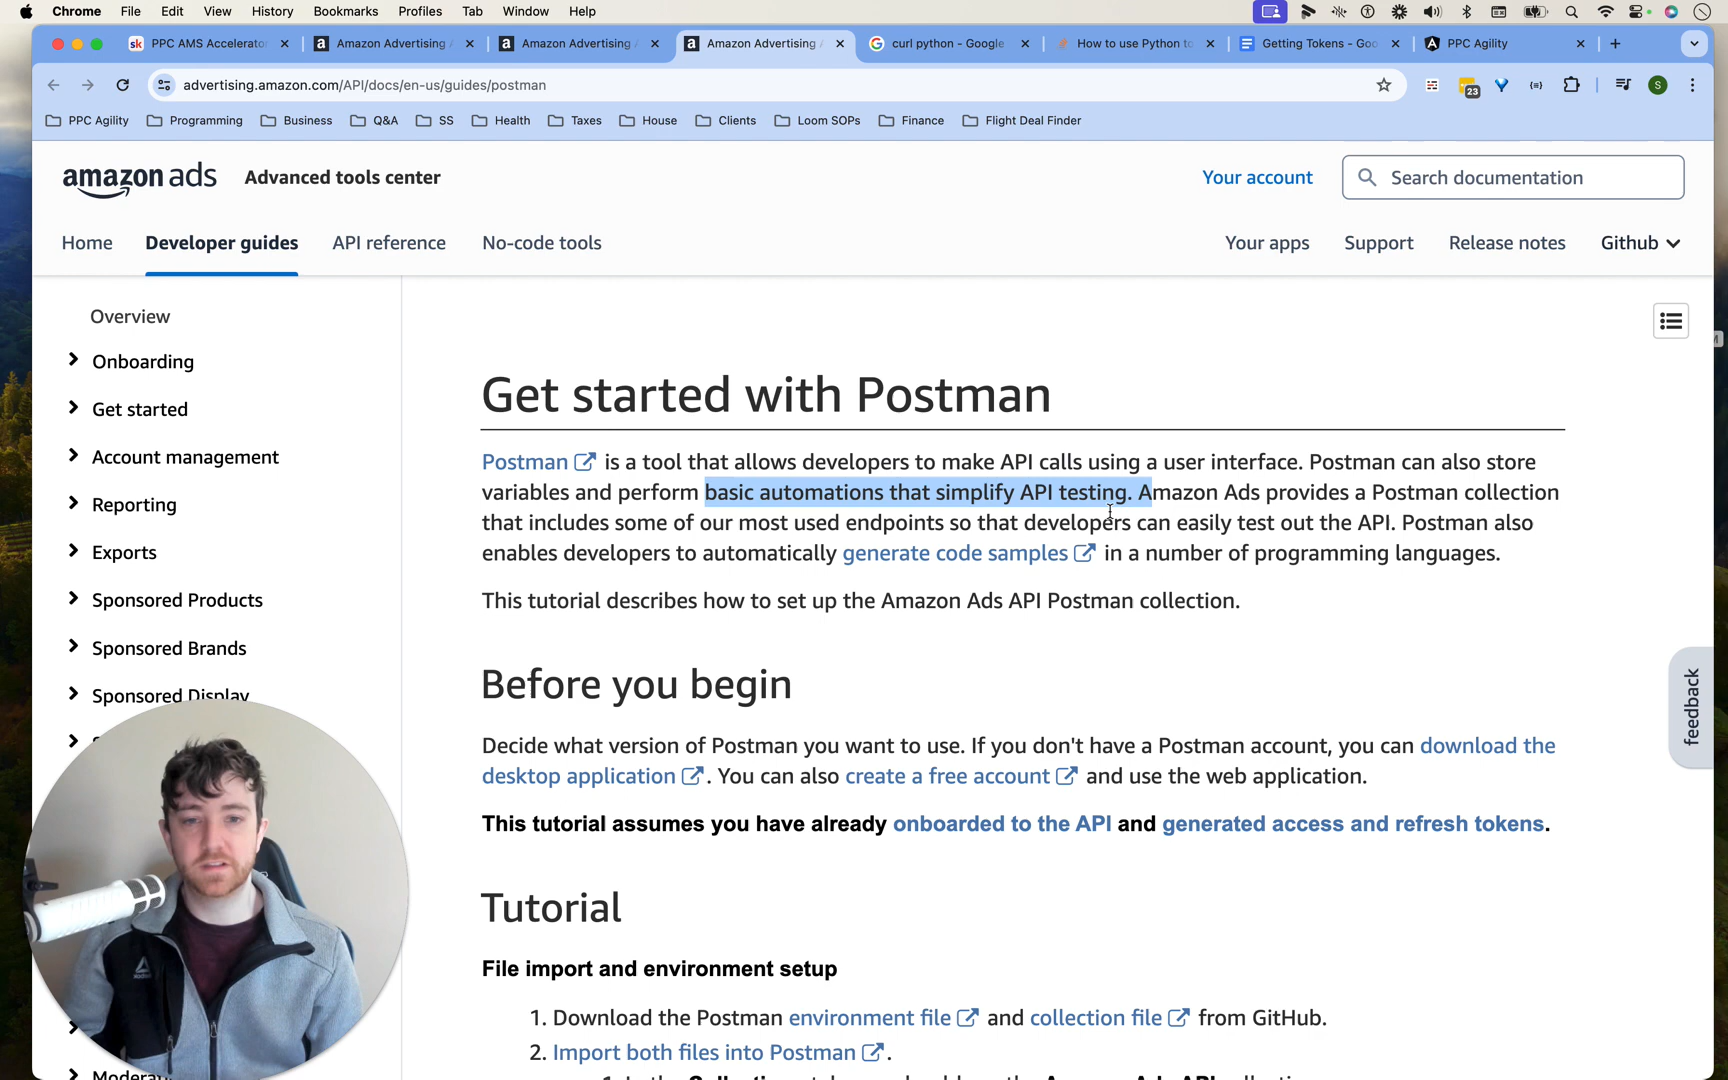 Chrome File Edit View History Bookmarks Profiles Tab Window Help
sk PPC AMS Accelerator
a Amazon Advertising
a Amazon Advertising
a Amazon Advertising
G curl python - Google
How to use Python to
Getting Tokens - Goo
PPC Agility
advertising.amazon.com/API/docs/en-us/guides/postman
23
S
PPC Agility Programming Business Q&A SS Health Taxes House Clients Loom SOPs Finance Flight Deal Finder
amazon ads Advanced tools center Your account Search documentation
Home Developer guides API reference No-code tools Your apps Support Release notes Github
Overview
Onboarding
Get started
Account management
Reporting
Exports
Sponsored Products
Sponsored Brands
Sponsored Display
Get started with Postman
Postman is a tool that allows developers to make API calls using a user interface. Postman can also store
variables and perform basic automations that simplify API testing. Amazon Ads provides a Postman collection
that includes some of our most used endpoints so that developers can easily test out the API. Postman also
enables developers to automatically generate code samples in a number of programming languages.
This tutorial describes how to set up the Amazon Ads API Postman collection.
Before you begin
Decide what version of Postman you want to use. If you don't have a Postman account, you can download the
desktop application. You can also create a free account and use the web application.
This tutorial assumes you have already onboarded to the API and generated access and refresh tokens.
Tutorial
File import and environment setup
1. Download the Postman environment file and collection file from GitHub.
2. Import both files into Postman.
feedback